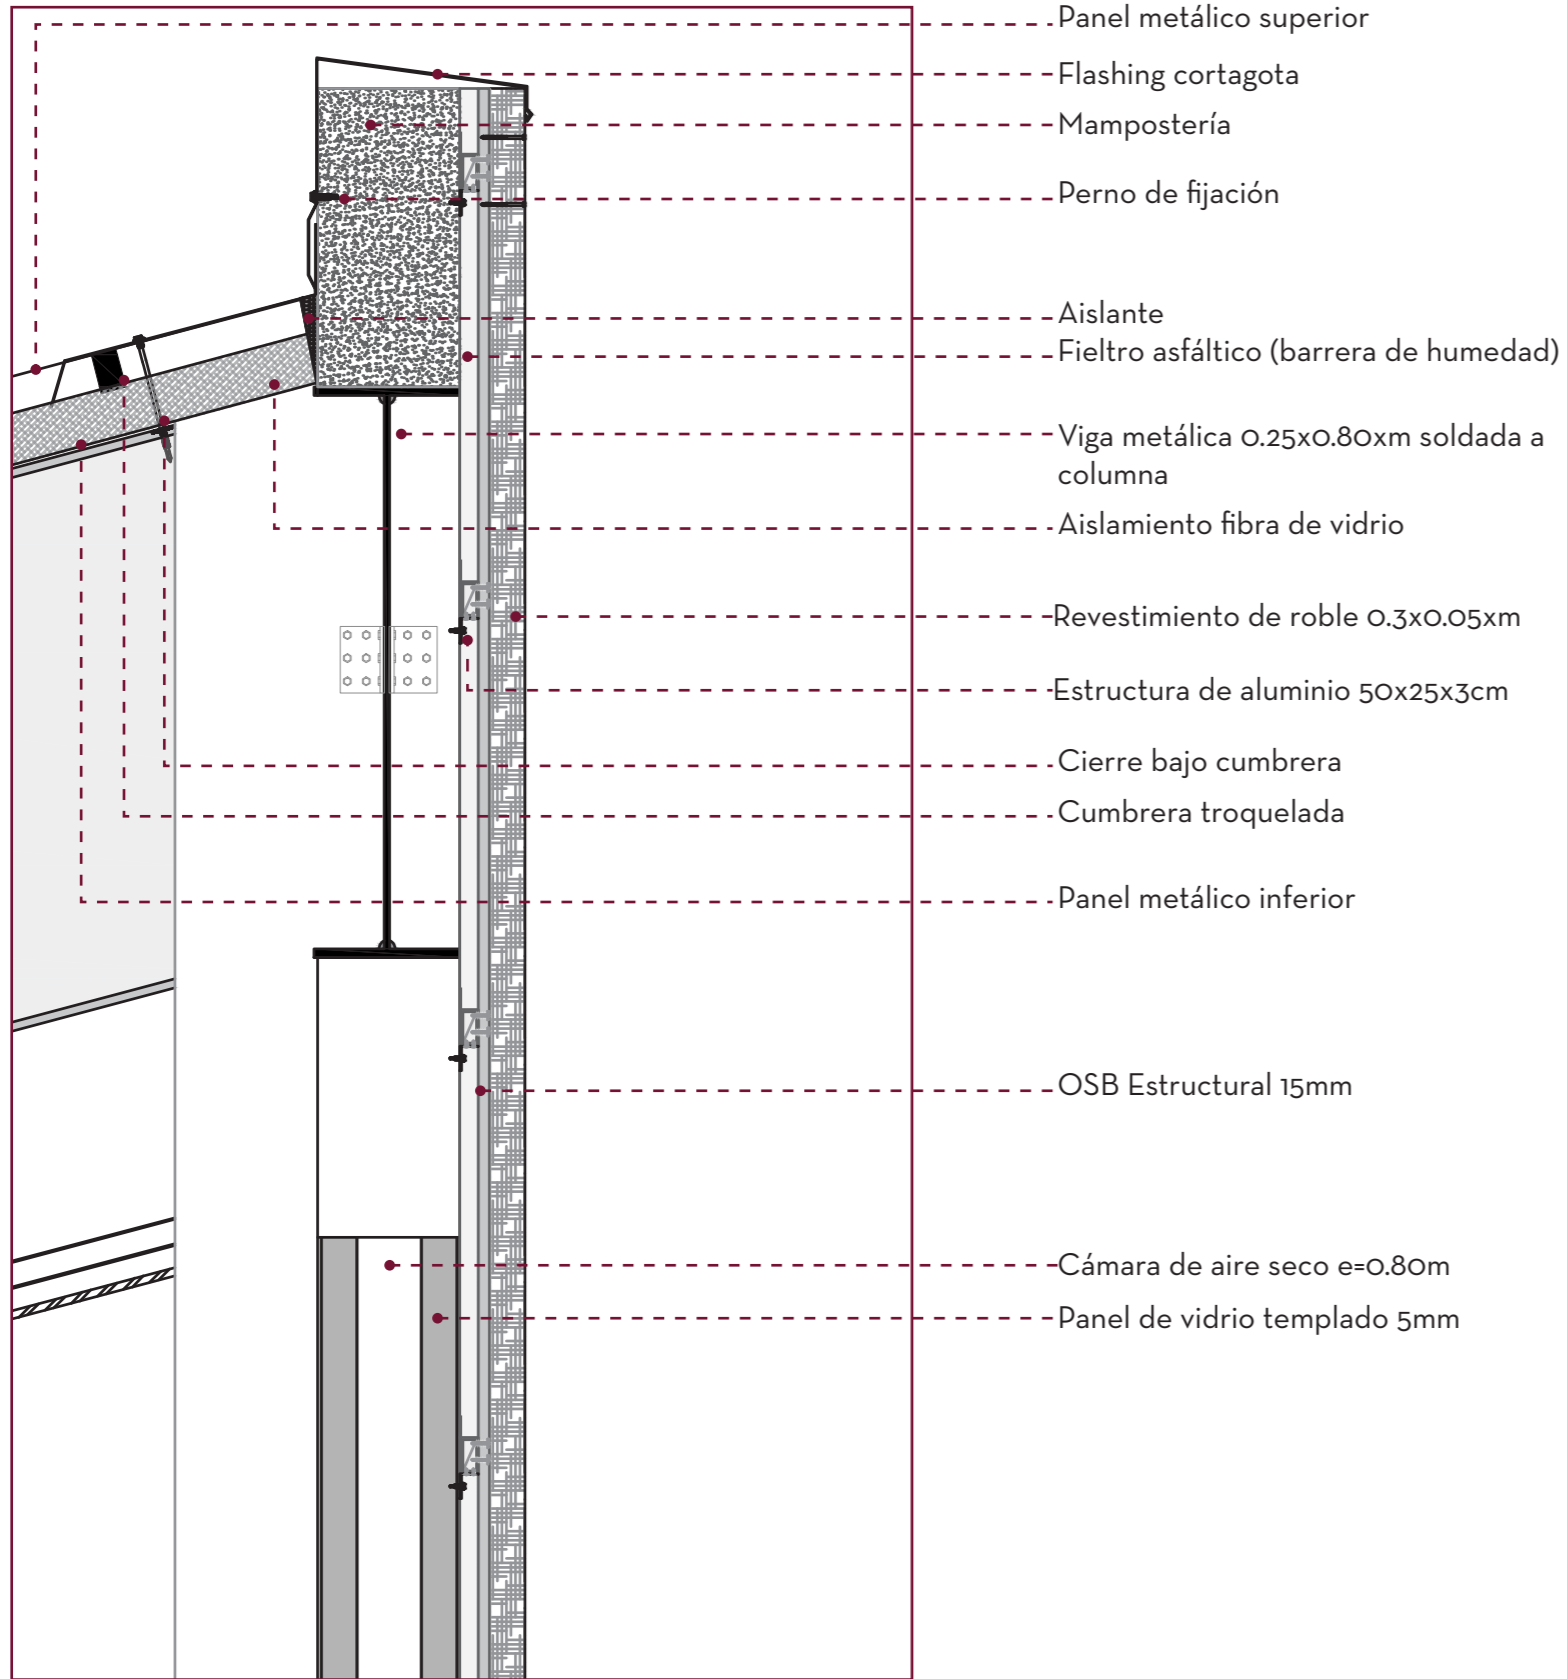 Panel metálico superior
Flashing cortagota
Mampostería
Perno de fijación
Aislante
Fieltro asfáltico (barrera de humedad)
Viga metálica 0.25x0.80xm soldada a
columna
Aislamiento fibra de vidrio
Revestimiento de roble 0.3x0.05xm
Estructura de aluminio 50x25x3cm
Cierre bajo cumbrera
Cumbrera troquelada
Panel metálico inferior
OSB Estructural 15mm
Cámara de aire seco e=0.80m
Panel de vidrio templado 5mm